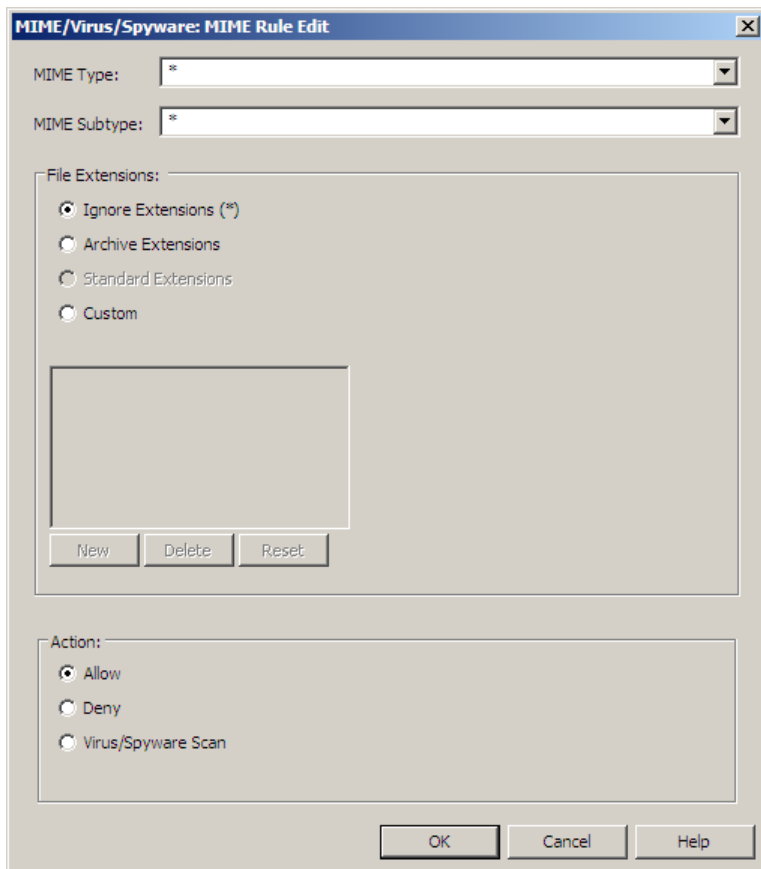 MIME/Virus/Spyware: MIME Rule Edit
MIME Type: *
MIME Subtype: *
File Extensions:
Ignore Extensions (*)
Archive Extensions
Standard Extensions
Custom
New Delete Reset
Action:
Allow
Deny
Virus/Spyware Scan
OK Cancel Help